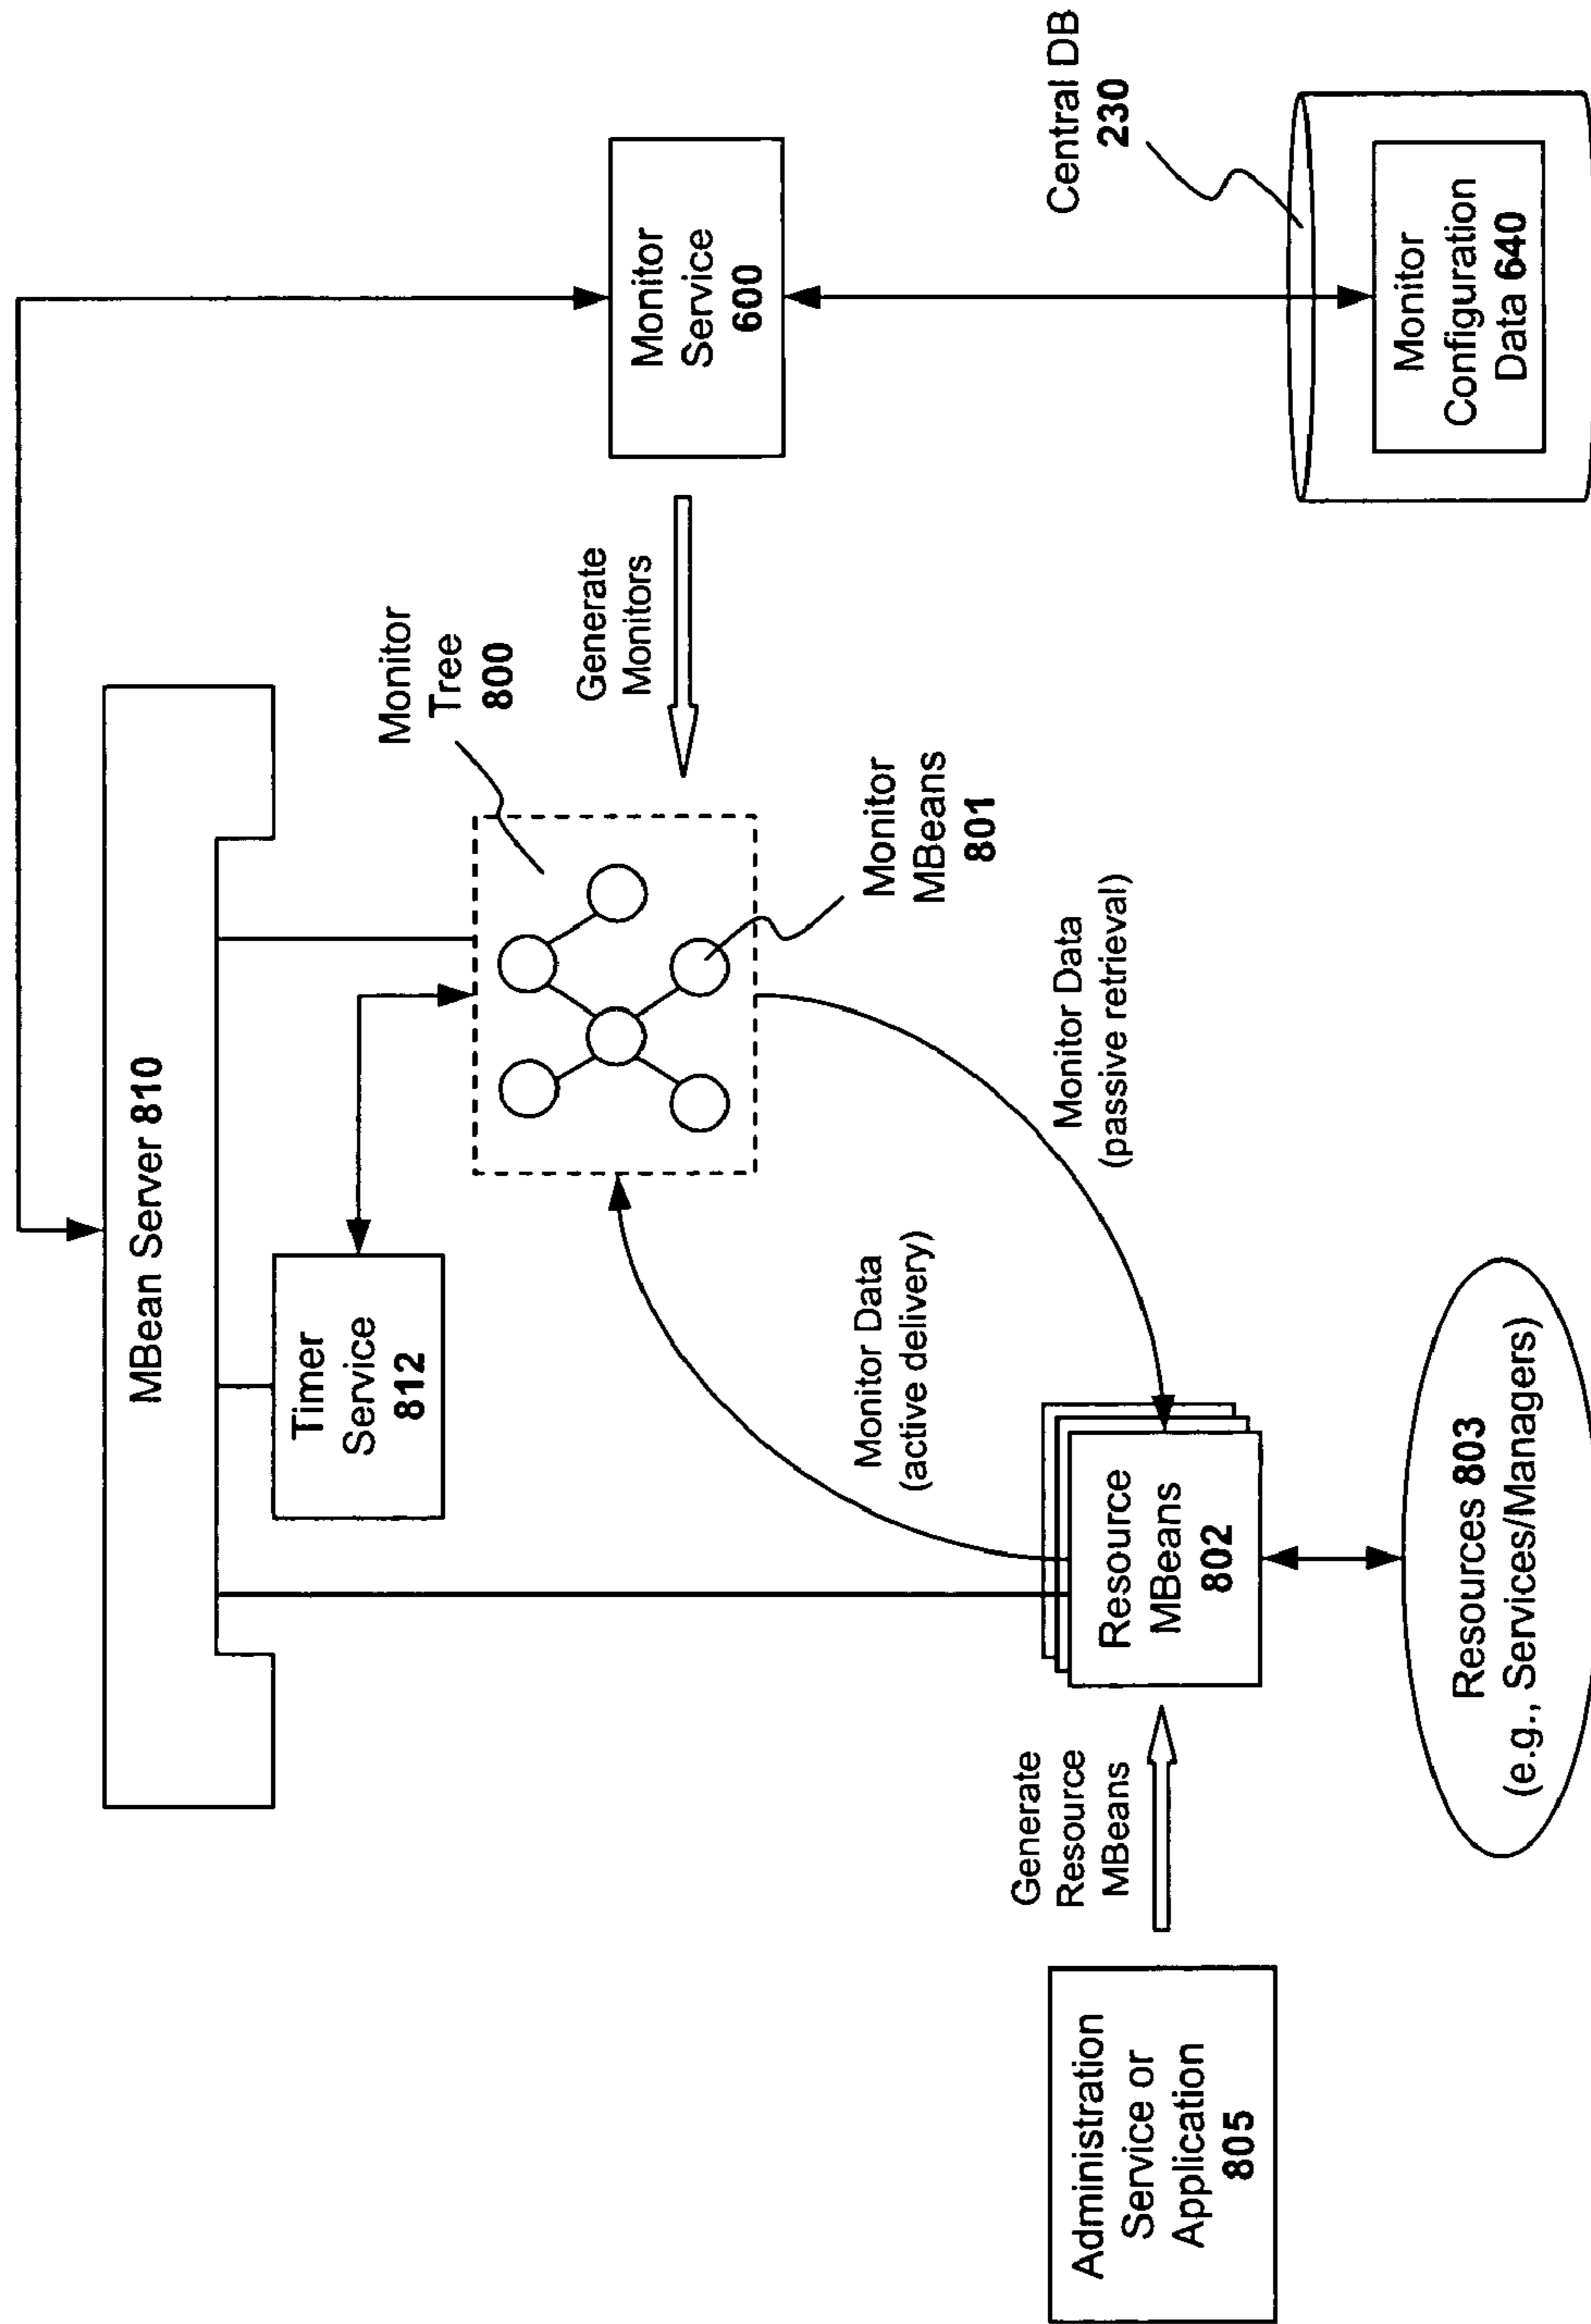 MBean Server 810
Timer
Service
812
Monitor
Tree
800
Generate
Monitors
Monitor
Service
600
Monitor
MBeans
801
Monitor Data
(active delivery)
Monitor Data
(passive retrieval)
Central DB
230
Monitor
Configuration
Data 640
Administration
Service or
Application
805
Generate
Resource
MBeans
Resource
MBeans
802
Resources 803
(e.g., Services/Managers)